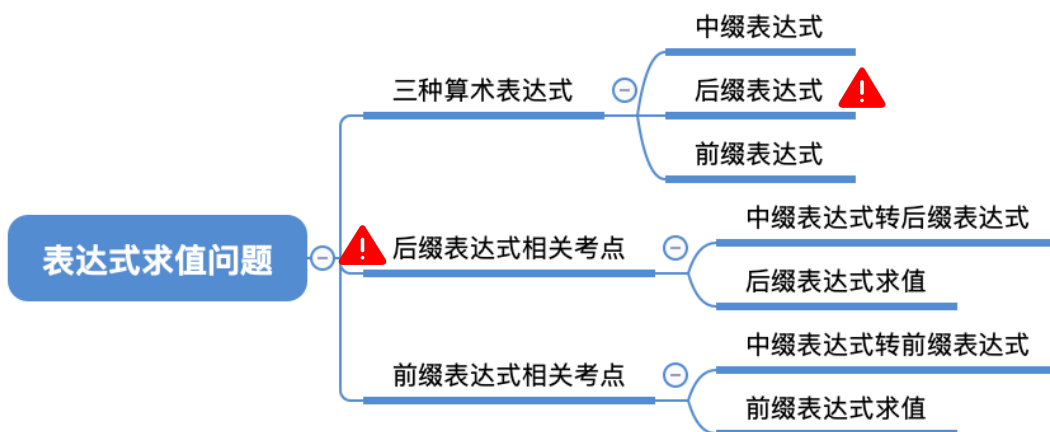 表达式求值问题
三种算术表达式
中缀表达式
后缀表达式
前缀表达式
后缀表达式相关考点
中缀表达式转后缀表达式
后缀表达式求值
前缀表达式相关考点
中缀表达式转前缀表达式
前缀表达式求值